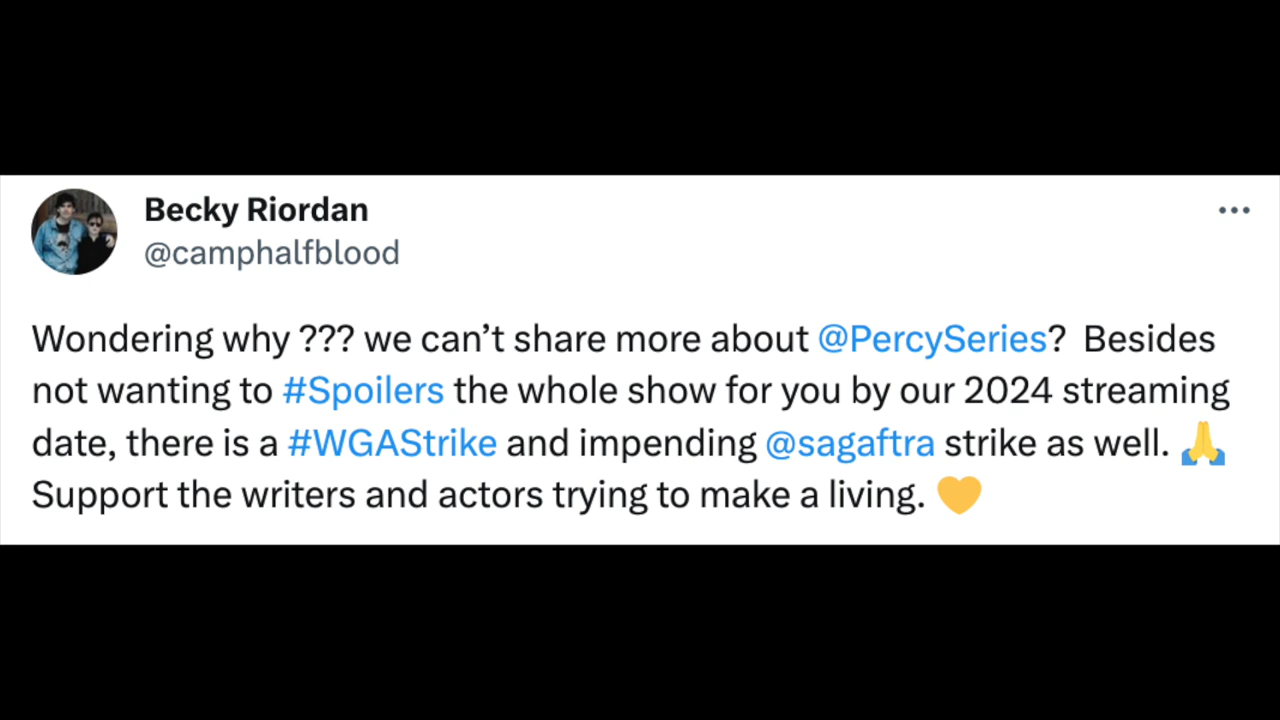 Becky Riordan
@camphalfblood
Wondering why ??? we can’t share more about @PercySeries?  Besides
not wanting to #Spoilers the whole show for you by our 2024 streaming
date, there is a #WGAStrike and impending @sagaftra strike as well. 🙏
Support the writers and actors trying to make a living. 💛